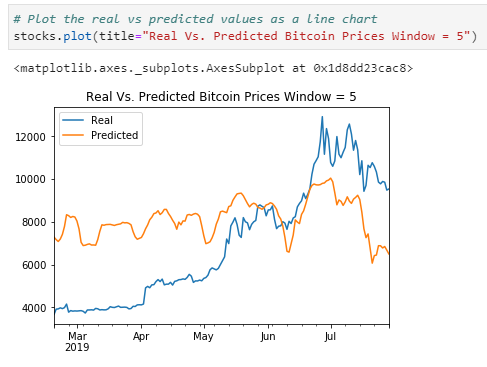 # Plot the real vs predicted values as a line chart
stocks.plot(title="Real Vs. Predicted Bitcoin Prices Window = 5")
<matplotlib.axes._subplots.AxesSubplot at 0x1d8dd23cac8>
Real Vs. Predicted Bitcoin Prices Window = 5
Real
Predicted
12000
10000
8000
6000
4000
Mar Apr May Jun Jul
2019